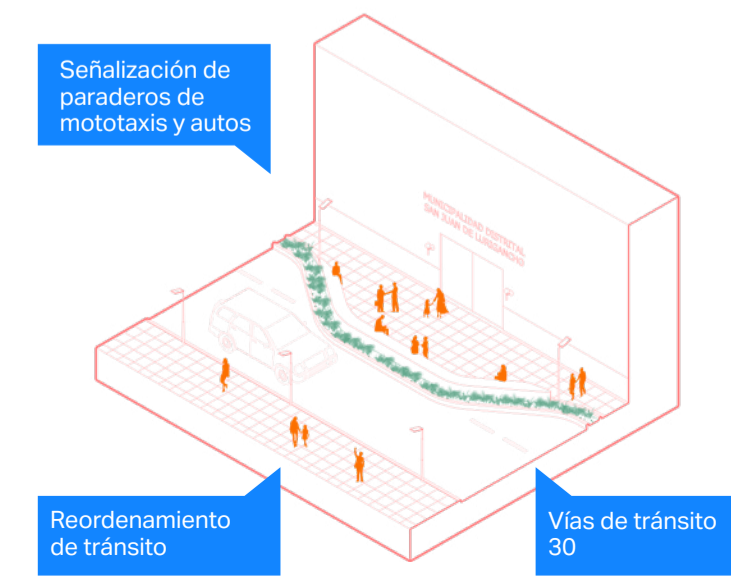 Señalización de
paraderos de
mototaxis y autos
MUNICIPALIDAD DISTRITAL
SAN JUAN DE LURIGANCHO
Reordenamiento
de tránsito
Vías de tránsito
30